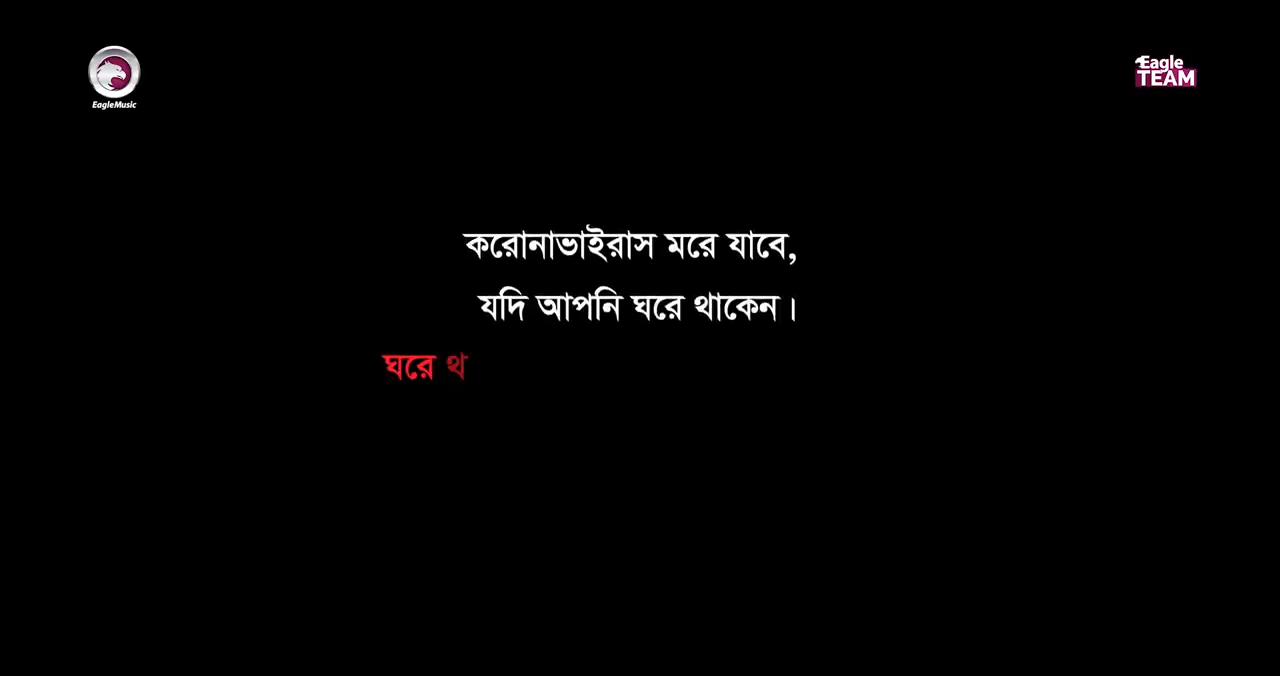 EagleMusic
Eagle
TEAM
করোনাভাইরাস মরে যাবে,
যদি আপনি ঘরে থাকেন।
ঘরে থ